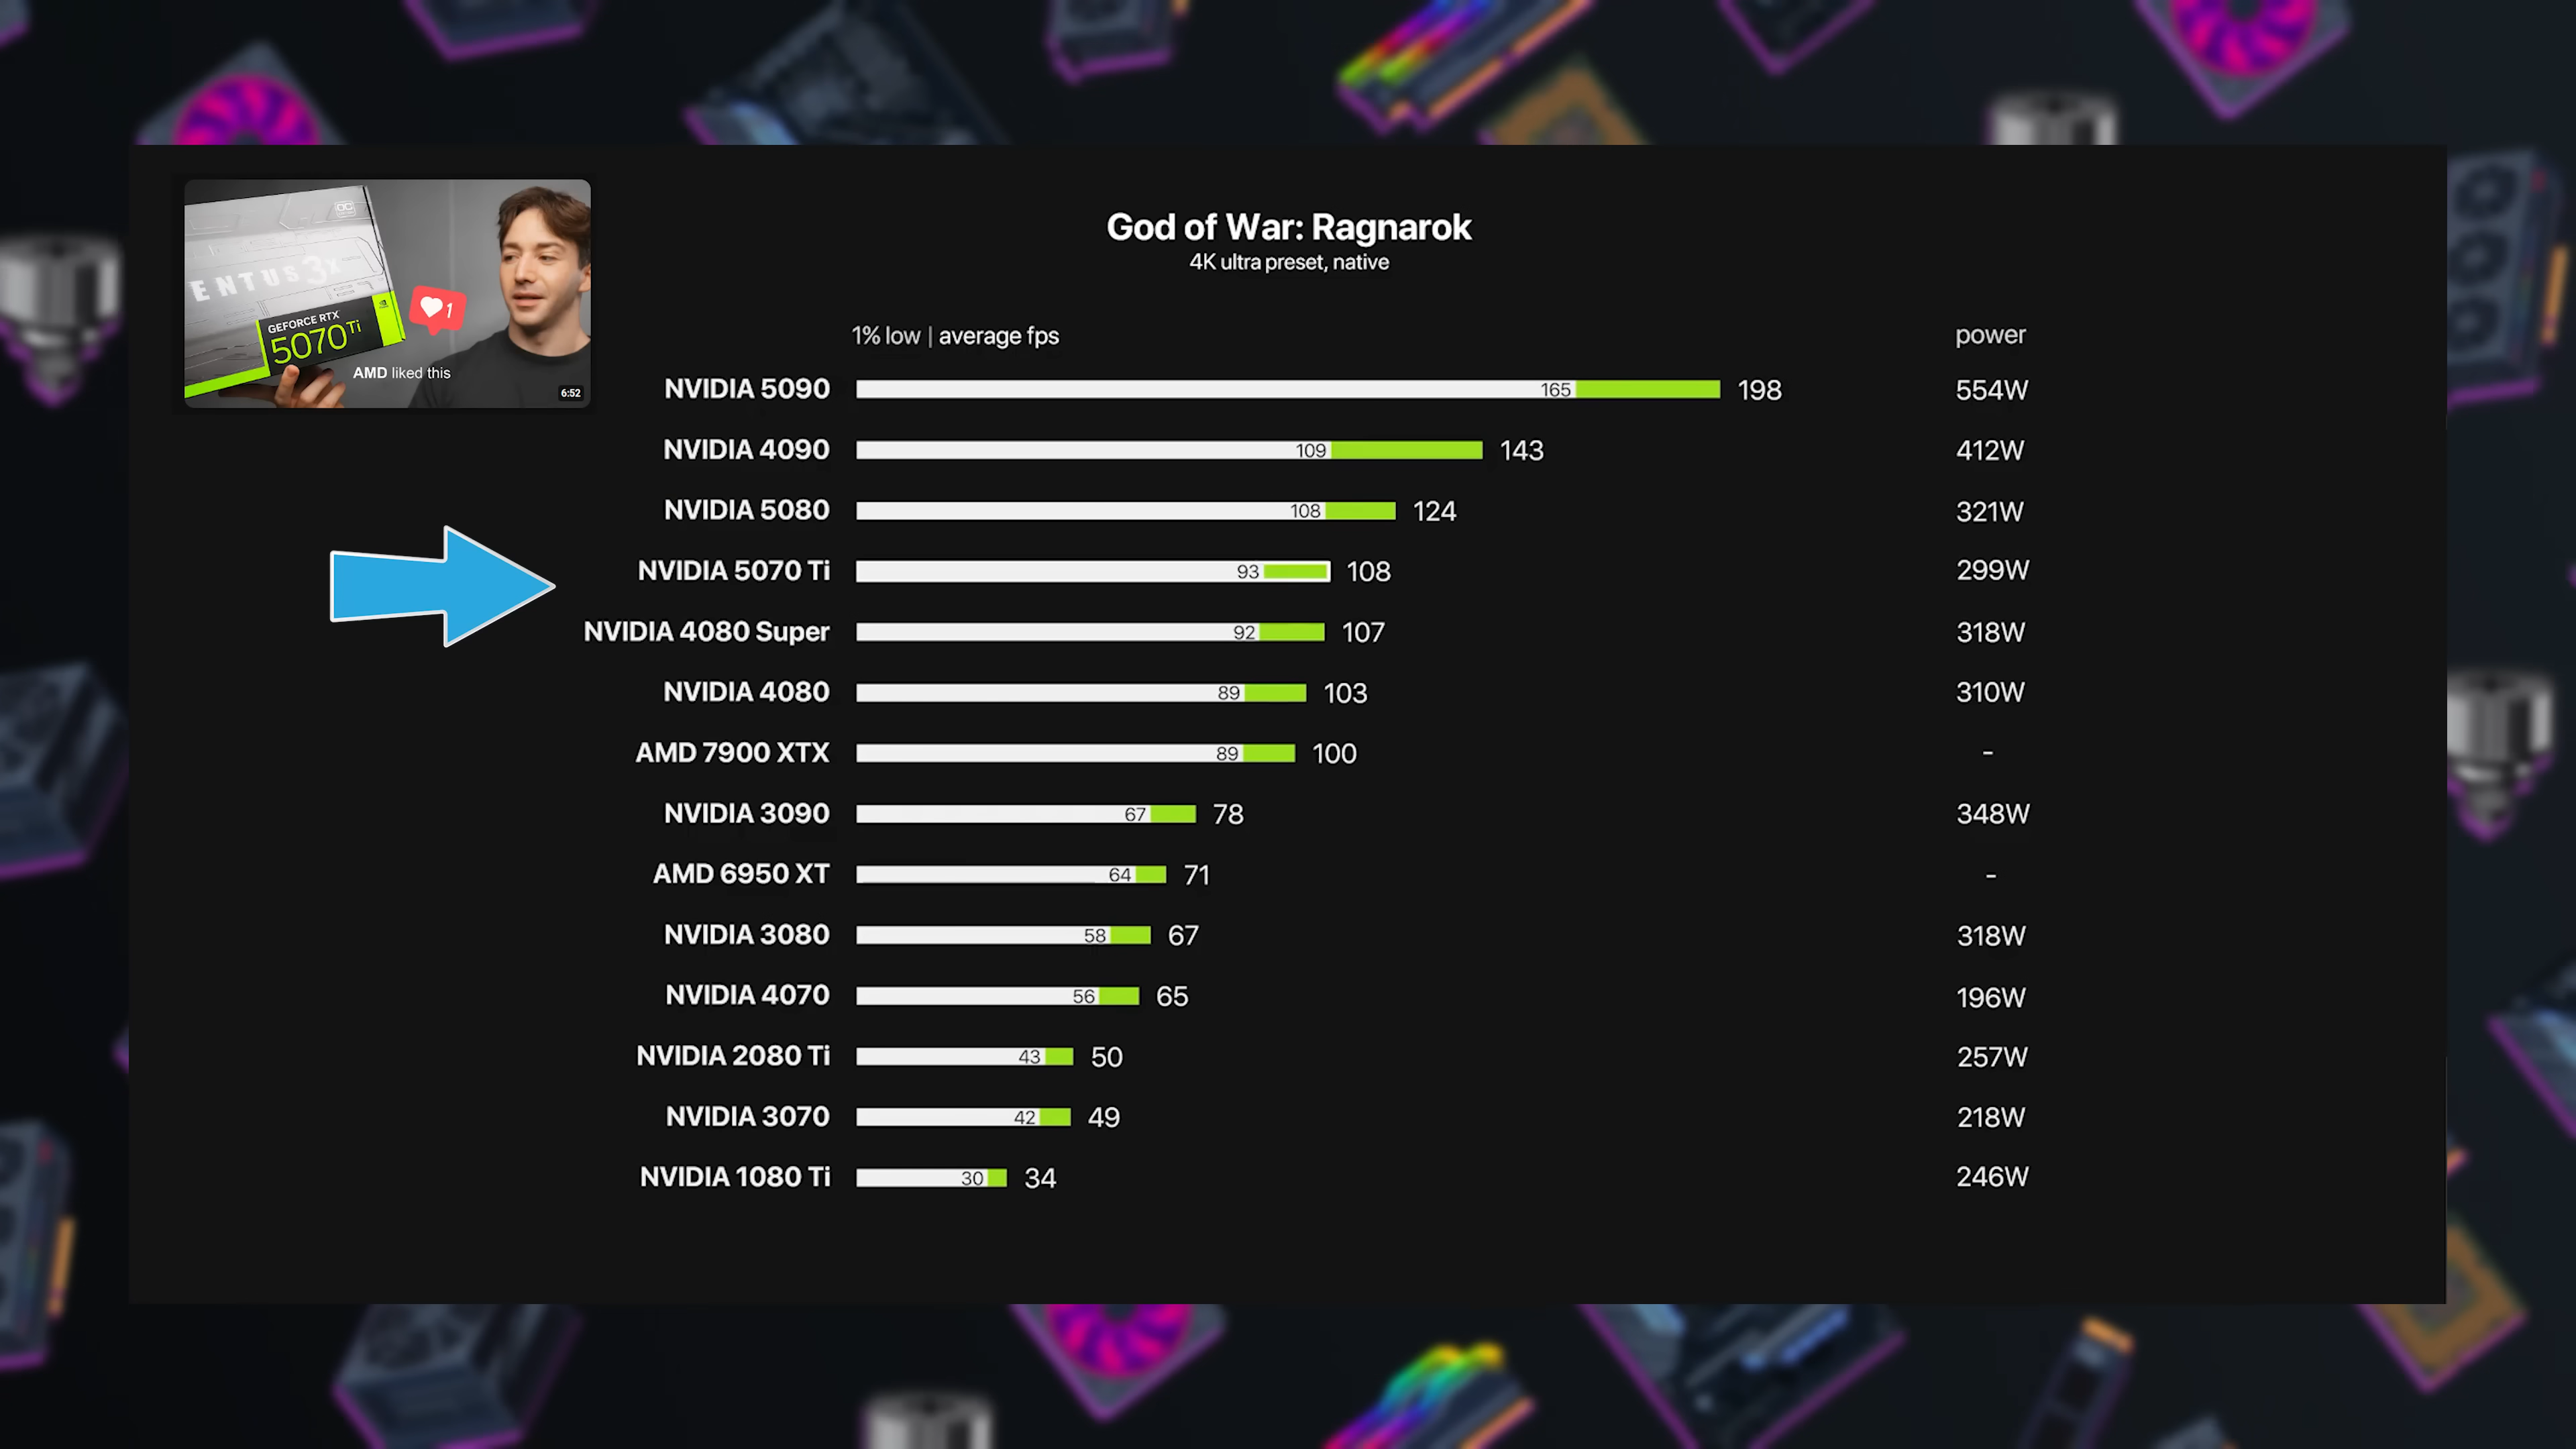 ENTUS 3x
OC
GEFORCE RTX
5070 Ti
1
AMD liked this
6:52
God of War: Ragnarok
4K ultra preset, native
1% low | average fps power
NVIDIA 5090 165 198 554W
NVIDIA 4090 109 143 412W
NVIDIA 5080 108 124 321W
NVIDIA 5070 Ti 93 108 299W
NVIDIA 4080 Super 92 107 318W
NVIDIA 4080 89 103 310W
AMD 7900 XTX 89 100 -
NVIDIA 3090 67 78 348W
AMD 6950 XT 64 71 -
NVIDIA 3080 58 67 318W
NVIDIA 4070 56 65 196W
NVIDIA 2080 Ti 43 50 257W
NVIDIA 3070 42 49 218W
NVIDIA 1080 Ti 30 34 246W